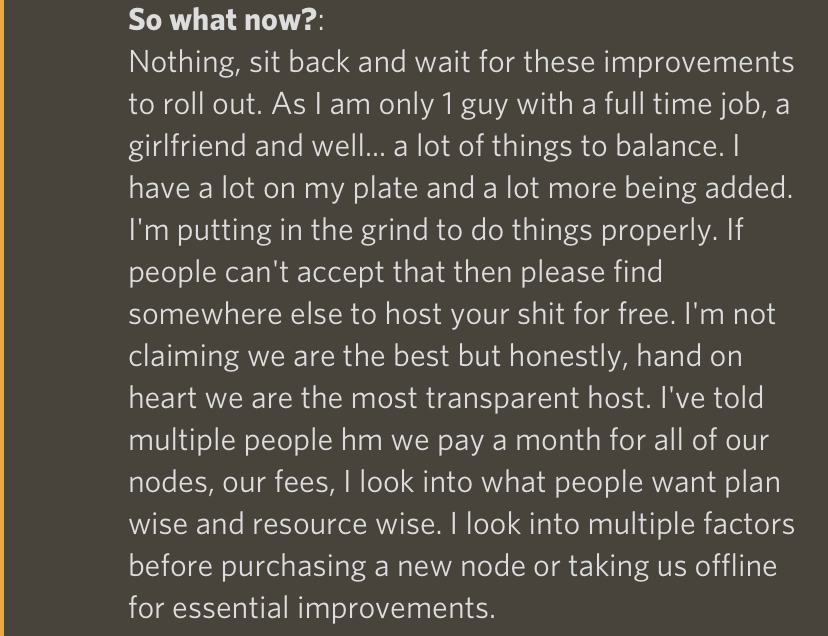 So what now?:
Nothing, sit back and wait for these improvements
to roll out. As I am only 1 guy with a full time job, a
girlfriend and well... a lot of things to balance. I
have a lot on my plate and a lot more being added.
I'm putting in the grind to do things properly. If
people can't accept that then please find
somewhere else to host your shit for free. I'm not
claiming we are the best but honestly, hand on
heart we are the most transparent host. I've told
multiple people hm we pay a month for all of our
nodes, our fees, I look into what people want plan
wise and resource wise. I look into multiple factors
before purchasing a new node or taking us offline
for essential improvements.